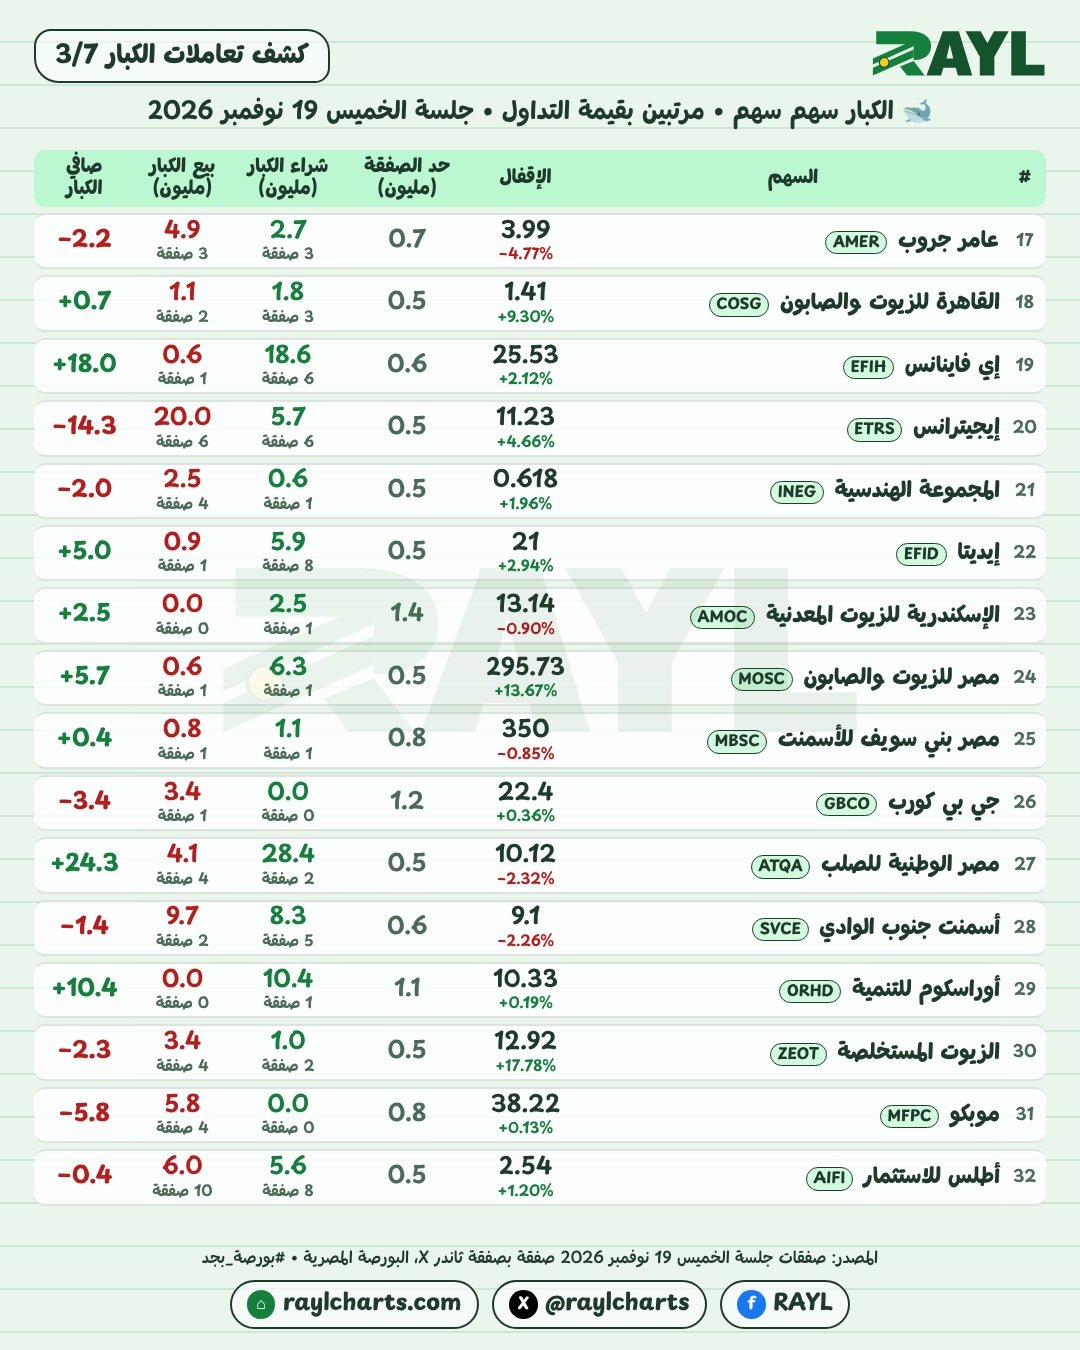 RAYL
كشف تعاملات الكبار 3/7
🐋 الكبار سهم سهم • مرتبين بقيمة التداول • جلسة الخميس 19 نوفمبر 2026
# السهم الإقفال حد الصفقة (مليون) شراء الكبار (مليون) بيع الكبار (مليون) صافي الكبار
17 عامر جروب AMER 3.99 0.7 2.7 4.9 −2.2
−4.77% 3 صفقة 3 صفقة
18 القاهرة للزيوت والصابون COSG 1.41 0.5 1.8 1.1 +0.7
+9.30% 3 صفقة 2 صفقة
19 إي فاينانس EFIH 25.53 0.6 18.6 0.6 +18.0
+2.12% 6 صفقة 1 صفقة
20 إيجيترانس ETRS 11.23 0.5 5.7 20.0 −14.3
+4.66% 6 صفقة 6 صفقة
21 المجموعة الهندسية INEG 0.618 0.5 0.6 2.5 −2.0
+1.96% 1 صفقة 4 صفقة
22 إيديتا EFID 21 0.5 5.9 0.9 +5.0
+2.94% 8 صفقة 1 صفقة
23 الإسكندرية للزيوت المعدنية AMOC 13.14 1.4 2.5 0.0 +2.5
−0.90% 1 صفقة 0 صفقة
24 مصر للزيوت والصابون MOSC 295.73 0.5 6.3 0.6 +5.7
+13.67% 1 صفقة 1 صفقة
25 مصر بني سويف للأسمنت MBSC 350 0.8 1.1 0.8 +0.4
−0.85% 1 صفقة 1 صفقة
26 جي بي كورب GBCO 22.4 1.2 0.0 3.4 −3.4
+0.36% 0 صفقة 1 صفقة
27 مصر الوطنية للصلب ATQA 10.12 0.5 28.4 4.1 +24.3
−2.32% 2 صفقة 4 صفقة
28 أسمنت جنوب الوادي SVCE 9.1 0.6 8.3 9.7 −1.4
−2.26% 5 صفقة 2 صفقة
29 أوراسكوم للتنمية ORHD 10.33 1.1 10.4 0.0 +10.4
+0.19% 1 صفقة 0 صفقة
30 الزيوت المستخلصة ZEOT 12.92 0.5 1.0 3.4 −2.3
+17.78% 2 صفقة 4 صفقة
31 موبكو MFPC 38.22 0.8 0.0 5.8 −5.8
+0.13% 0 صفقة 4 صفقة
32 أطلس للاستثمار AIFI 2.54 0.5 5.6 6.0 −0.4
+1.20% 8 صفقة 10 صفقة
RAYL
المصدر: صفقات جلسة الخميس 19 نوفمبر 2026 صفقة بصفقة ثاندر X، البورصة المصرية • #بورصة_بجد
raylcharts.com X @raylcharts f RAYL